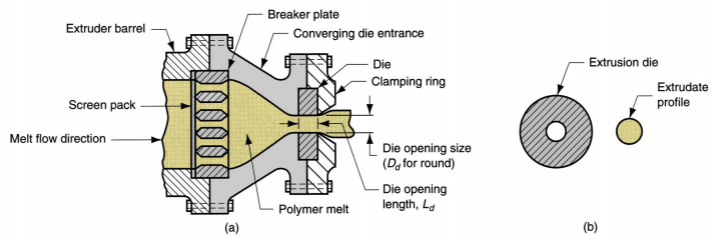 Breaker plate
Extruder barrel
Converging die entrance
Die
Clamping ring
Screen pack
Melt flow direction
Die opening size
(Dd for round)
Die opening
length, Ld
Polymer melt
(a)
Extrusion die
Extrudate
profile
(b)